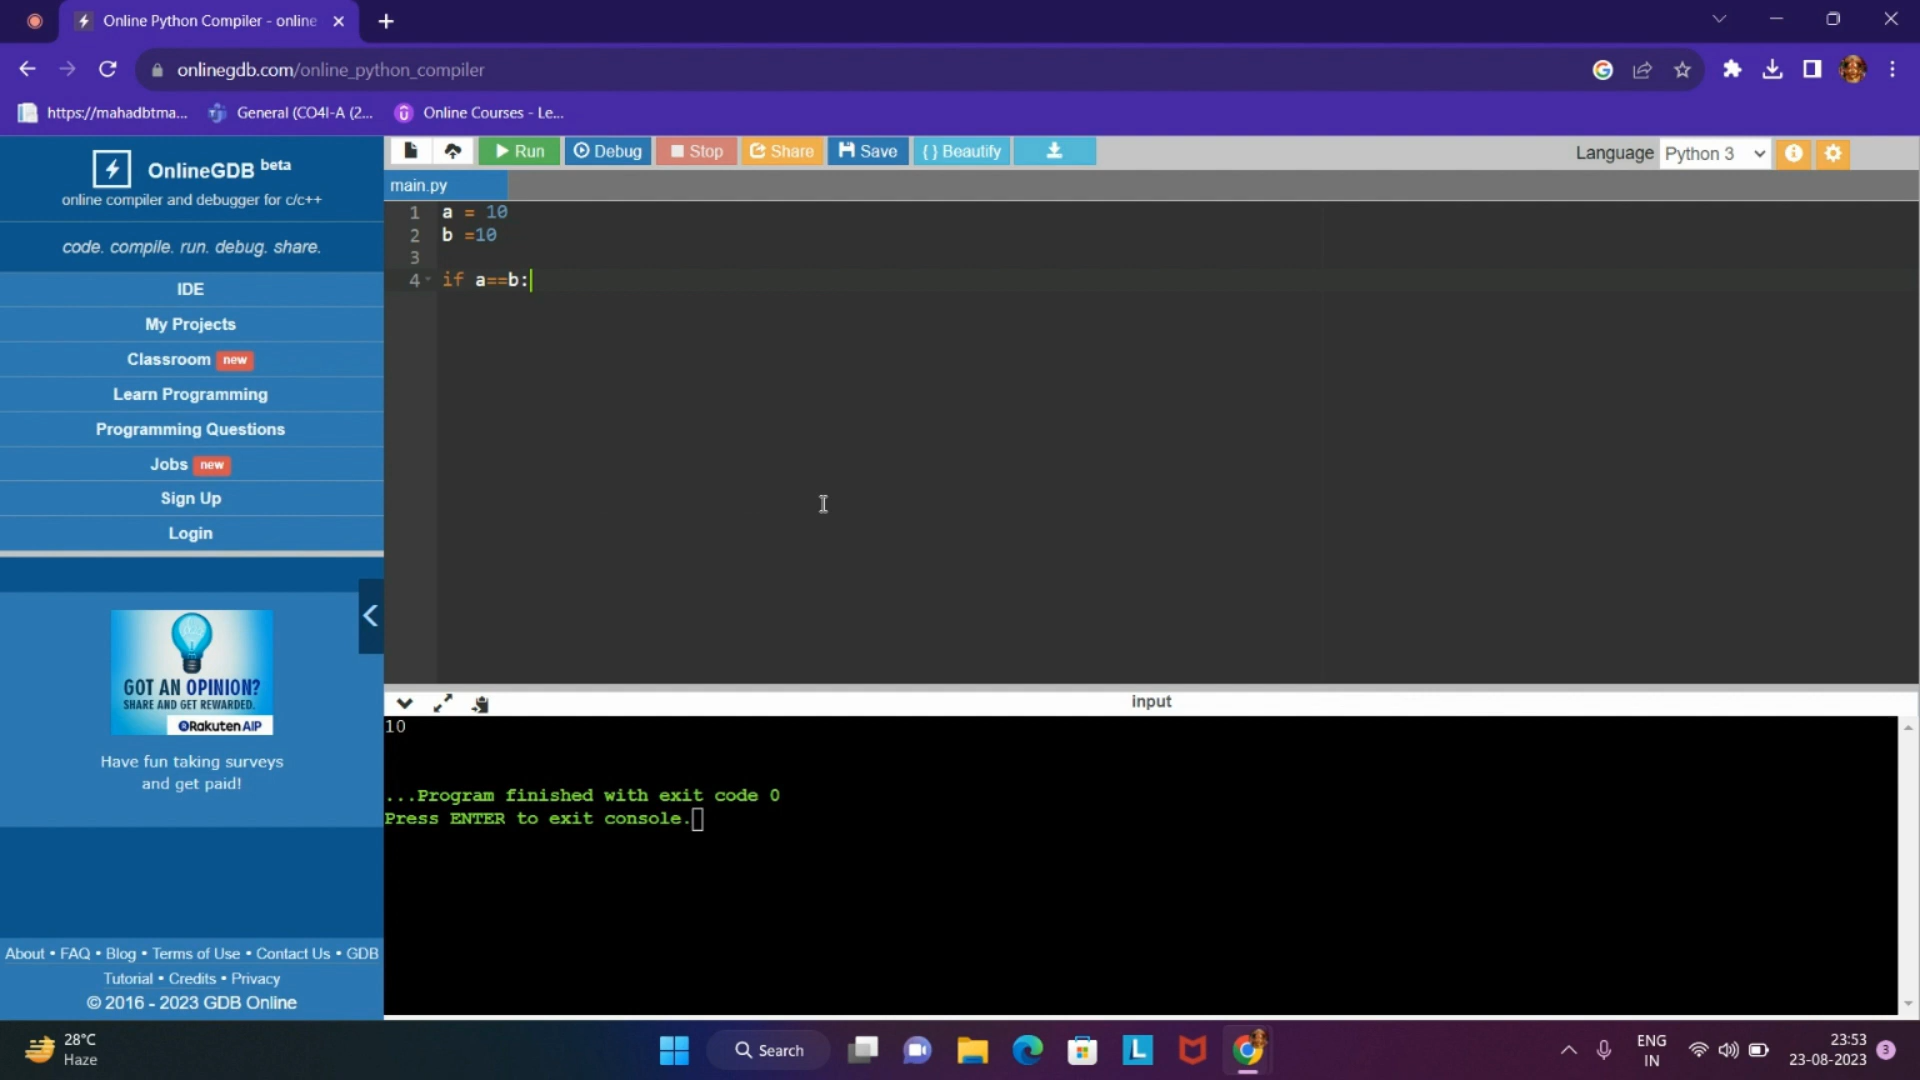 Online Python Compiler - online
onlinegdb.com/online_python_compiler
https://mahadbtma...
General (CO4I-A (2...
Online Courses - Le...
OnlineGDB beta
online compiler and debugger for c/c++
code. compile. run. debug. share.
IDE
My Projects
Classroom new
Learn Programming
Programming Questions
Jobs new
Sign Up
Login
GOT AN OPINION?
SHARE AND GET REWARDED.
Rakuten AIP
Have fun taking surveys
and get paid!
About • FAQ • Blog • Terms of Use • Contact Us • GDB
Tutorial • Credits • Privacy
© 2016 - 2023 GDB Online
Run Debug Stop Share Save {} Beautify
Language Python 3
main.py
1 a = 10
2 b =10
3
4 if a==b:
input
10
...Program finished with exit code 0
Press ENTER to exit console.
28°C
Haze
Search
L
ENG
IN
23:53
23-08-2023
3